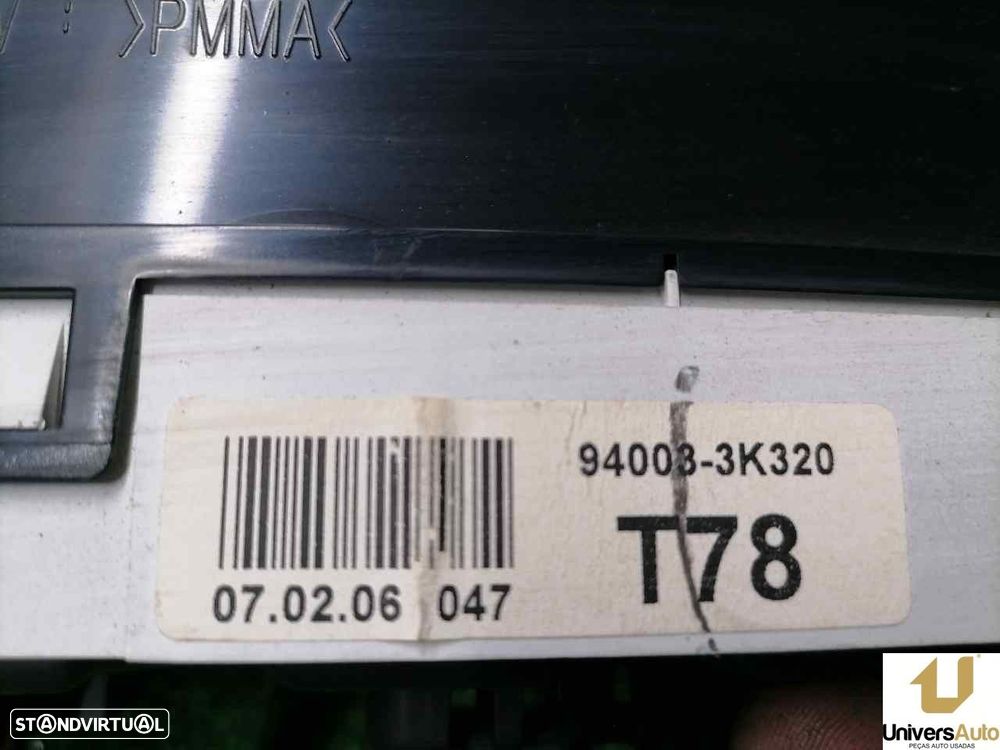 >PMMA<
94003-3K320
T78
07.02.06 047
STANDVIRTUAL
UniversAuto
PEÇAS AUTO USADAS